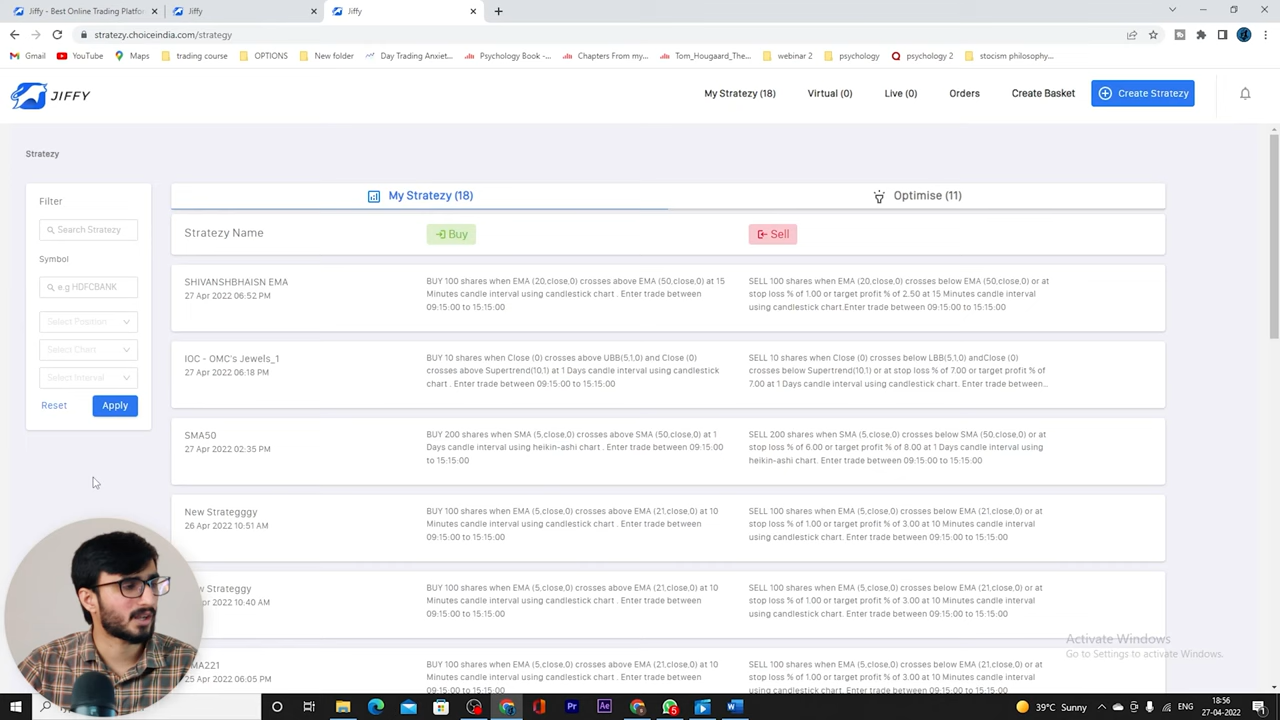 Jiffy - Best Online Trading Platfo
Jiffy
Jiffy
stratezy.choiceindia.com/strategy
Gmail
YouTube
Maps
trading course
OPTIONS
New folder
Day Trading Anxiet...
Psychology Book -...
Chapters From my...
Tom_Hougaard_The...
webinar 2
psychology
psychology 2
stocism philosophy...
JIFFY
My Stratezy (18)
Virtual (0)
Live (0)
Orders
Create Basket
Create Stratezy
Stratezy
Filter
Search Stratezy
Symbol
e.g.HDFCBANK
Select Position
Select Chart
Select Interval
Reset
Apply
My Stratezy (18)
Optimise (11)
Stratezy Name
Buy
Sell
SHIVANSHBHAISN EMA
27 Apr 2022 06:52 PM
BUY 100 shares when EMA (20,close,0) crosses above EMA (50,close,0) at 15
Minutes candle interval using candlestick chart . Enter trade between
09:15:00 to 15:15:00
SELL 100 shares when EMA (20,close,0) crosses below EMA (50,close,0) or at
stop loss % of 1.00 or target profit % of 2.50 at 15 Minutes candle interval
using candlestick chart.Enter trade between 09:15:00 to 15:15:00
IOC - OMC's Jewels_1
27 Apr 2022 06:18 PM
BUY 10 shares when Close (0) crosses above UBB(5,1.0) and Close (0)
crosses above Supertrend(10,1) at 1 Days candle interval using candlestick
chart . Enter trade between 09:15:00 to 15:15:00
SELL 10 shares when Close (0) crosses below LBB(5,1.0) andClose (0)
crosses below Supertrend(10,1) or at stop loss % of 7.00 or target profit % of
7.00 at 1 Days candle interval using candlestick chart . Enter trade between...
SMA50
27 Apr 2022 02:35 PM
BUY 200 shares when SMA (5,close,0) crosses above SMA (50,close,0) at 1
Days candle interval using heikin-ashi chart . Enter trade between 09:15:00
to 15:15:00
SELL 200 shares when SMA (5,close,0) crosses below SMA (50,close,0) or at
stop loss % of 6.00 or target profit % of 8.00 at 1 Days candle interval using
heikin-ashi chart . Enter trade between 09:15:00 to 15:15:00
New Strategggy
26 Apr 2022 10:51 AM
BUY 100 shares when EMA (5,close,0) crosses above EMA (21,close,0) at 10
Minutes candle interval using candlestick chart . Enter trade between
09:15:00 to 15:15:00
SELL 100 shares when EMA (5,close,0) crosses below EMA (21,close,0) or at
stop loss % of 1.00 or target profit % of 3.00 at 10 Minutes candle interval
using candlestick chart . Enter trade between 09:15:00 to 15:15:00
Strateggy
2022 10:40 AM
BUY 100 shares when EMA (5,close,0) crosses above EMA (21,close,0) at 10
Minutes candle interval using candlestick chart . Enter trade between
09:15:00 to 15:15:00
SELL 100 shares when EMA (5,close,0) crosses below EMA (21,close,0) or at
stop loss % of 1.00 or target profit % of 3.00 at 10 Minutes candle interval
using candlestick chart . Enter trade between 09:15:00 to 15:15:00
25 Apr 2022 06:05 PM
BUY 100 shares when EMA (5,close,0) crosses above EMA (21,close,0) at 10
Minutes candle interval using candlestick chart . Enter trade between
SELL 100 shares when EMA (5,close,0) crosses below EMA (21,close,0) or at
stop loss % of 1.00 or target profit % of 3.00 at 10 Minutes candle interval
Activate Windows
Go to Settings to activate Windows.
39°C Sunny
ENG
18:56
27-04-2022